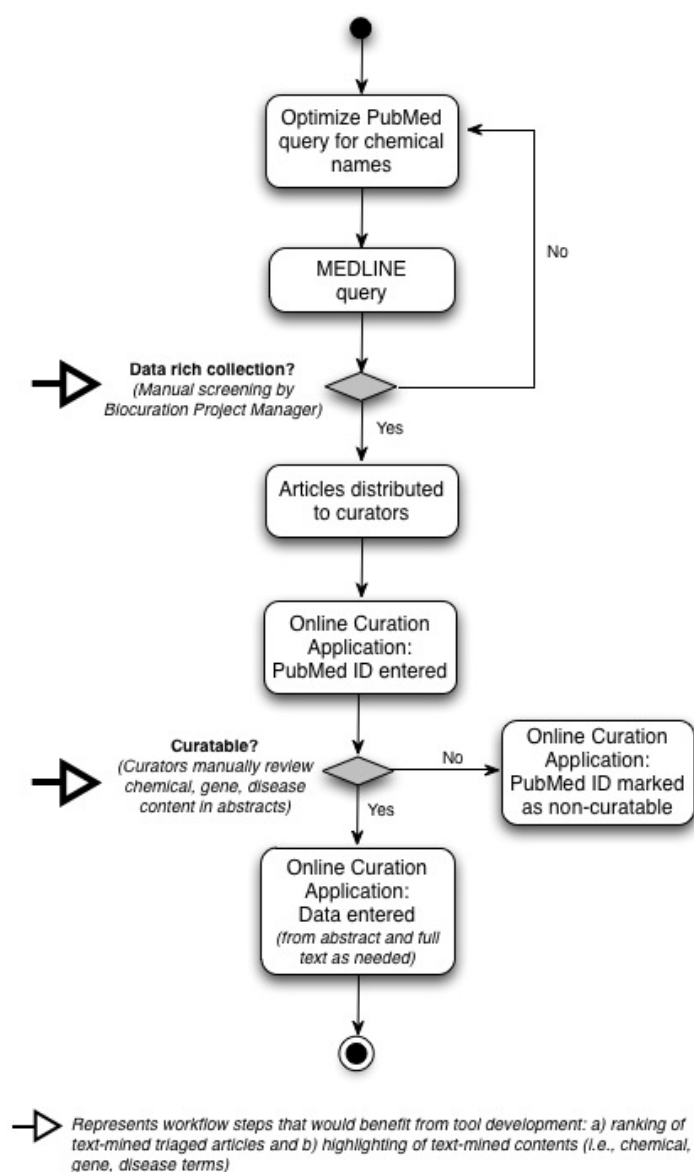 Optimize PubMed
query for chemical
names
No
MEDLINE
query
Data rich collection?
(Manual screening by
Biocuration Project Manager)
Yes
Articles distributed
to curators
Online Curation
Application:
PubMed ID entered
Curatable?
(Curators manually review
chemical, gene, disease
content in abstracts)
No
Online Curation
Application:
PubMed ID marked
as non-curatable
Yes
Online Curation
Application:
Data entered
(from abstract and full
text as needed)
Represents workflow steps that would benefit from tool development: a) ranking of
text-mined triaged articles and b) highlighting of text-mined contents (i.e., chemical,
gene, disease terms)